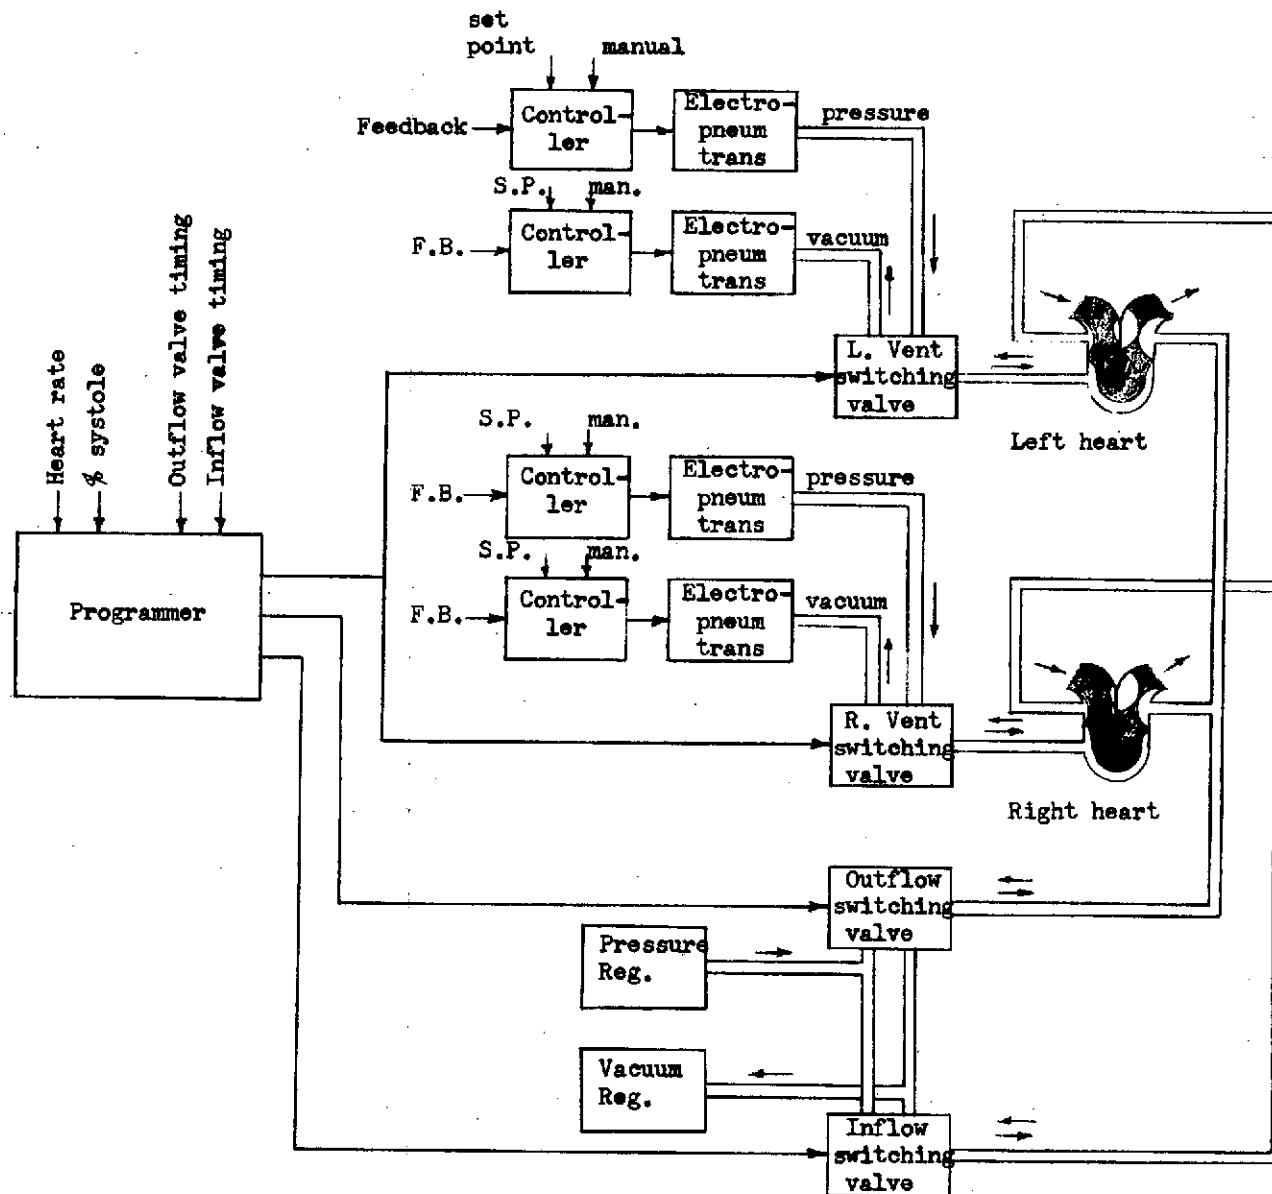 set
point
manual
Feedback
Control-
ler
Electro-
pneum
trans
pressure
S.P.
man.
F.B.
Control-
ler
Electro-
pneum
trans
vacuum
L. Vent
switching
valve
Left heart
Heart rate
% systole
Outflow valve timing
Inflow valve timing
Programmer
S.P.
man.
F.B.
Control-
ler
Electro-
pneum
trans
pressure
S.P.
man.
F.B.
Control-
ler
Electro-
pneum
trans
vacuum
R. Vent
switching
valve
Right heart
Outflow
switching
valve
Pressure
Reg.
Vacuum
Reg.
Inflow
switching
valve